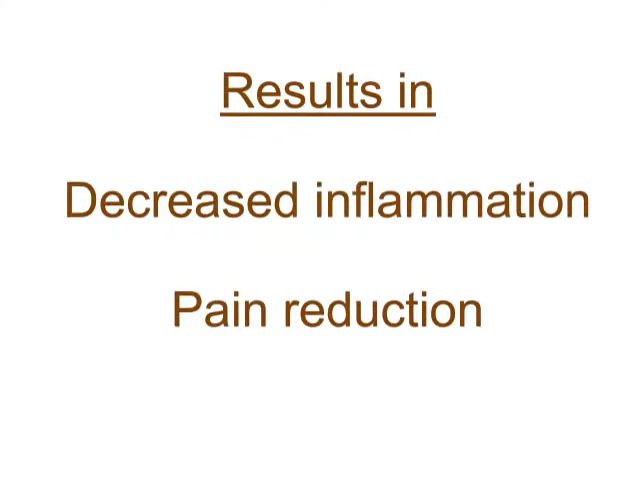 Results in
Decreased inflammation
Pain reduction